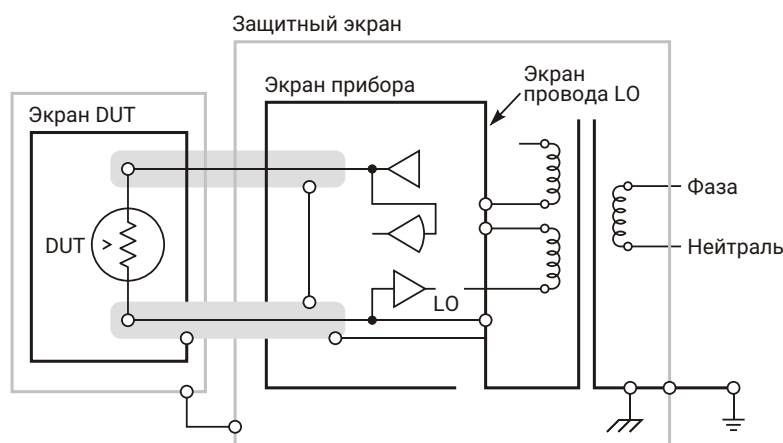 Защитный экран
Экран прибора
Экран
провода LO
Экран DUT
Фаза
DUT
Нейтраль
LO